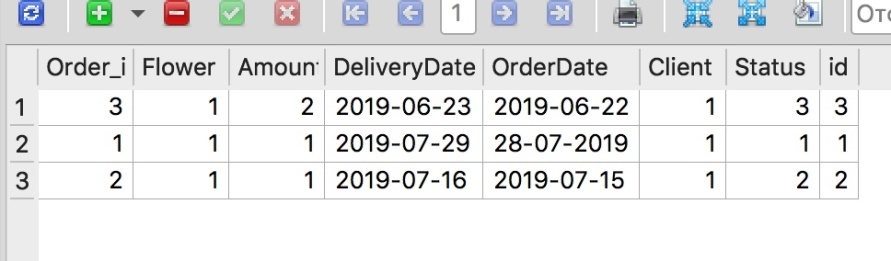 1 Отс
Order_i Flower Amoun DeliveryDate OrderDate Client Status id
1 3 1 2 2019-06-23 2019-06-22 1 3 3
2 1 1 1 2019-07-29 28-07-2019 1 1 1
3 2 1 1 2019-07-16 2019-07-15 1 2 2